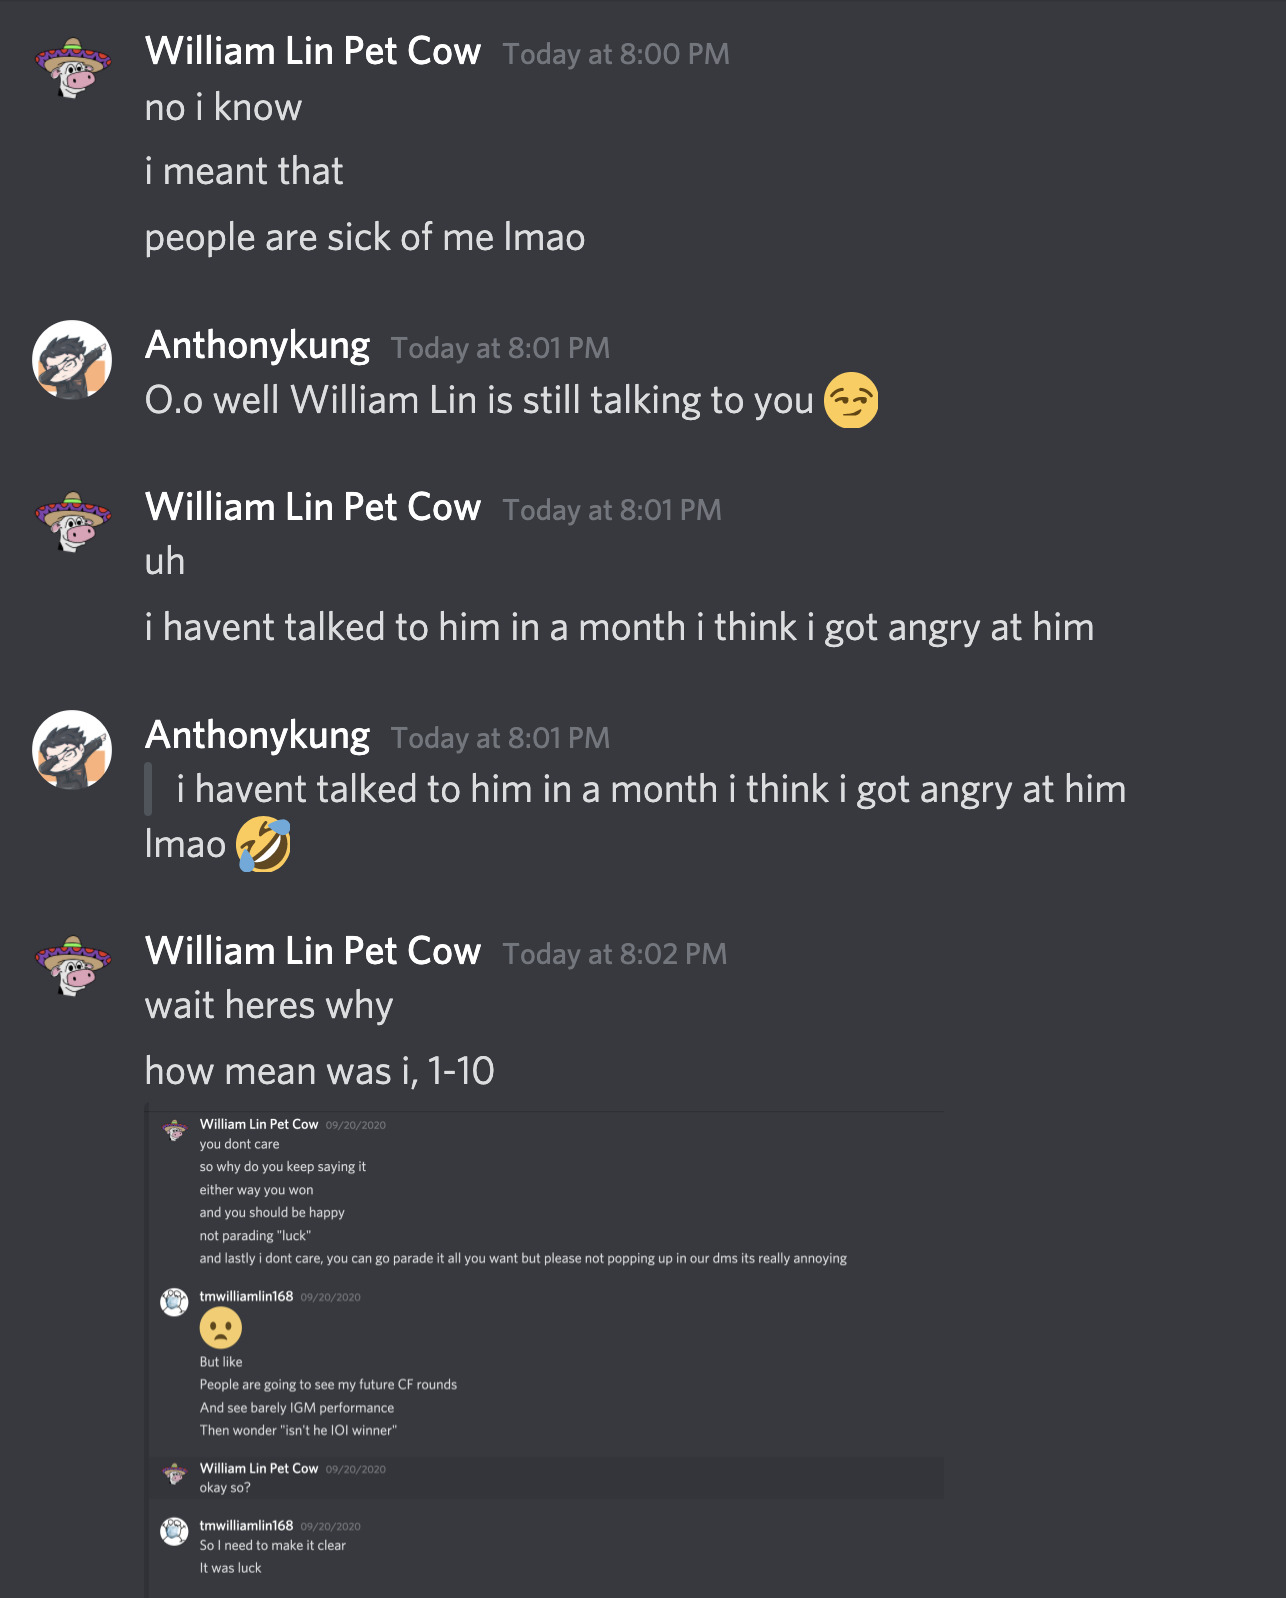 William Lin Pet Cow Today at 8:00 PM
no i know
i meant that
people are sick of me lmao
Anthonykung Today at 8:01 PM
O.o well William Lin is still talking to you 😏
William Lin Pet Cow Today at 8:01 PM
uh
i havent talked to him in a month i think i got angry at him
Anthonykung Today at 8:01 PM
i havent talked to him in a month i think i got angry at him
lmao 🤣
William Lin Pet Cow Today at 8:02 PM
wait heres why
how mean was i, 1-10
William Lin Pet Cow 09/20/2020
you dont care
so why do you keep saying it
either way you won
and you should be happy
not parading "luck"
and lastly i dont care, you can go parade it all you want but please not popping up in our dms its really annoying
tmwilliamlin168 09/20/2020
🙁
But like
People are going to see my future CF rounds
And see barely IGM performance
Then wonder "isn't he IOI winner"
William Lin Pet Cow 09/20/2020
okay so?
tmwilliamlin168 09/20/2020
So I need to make it clear
It was luck